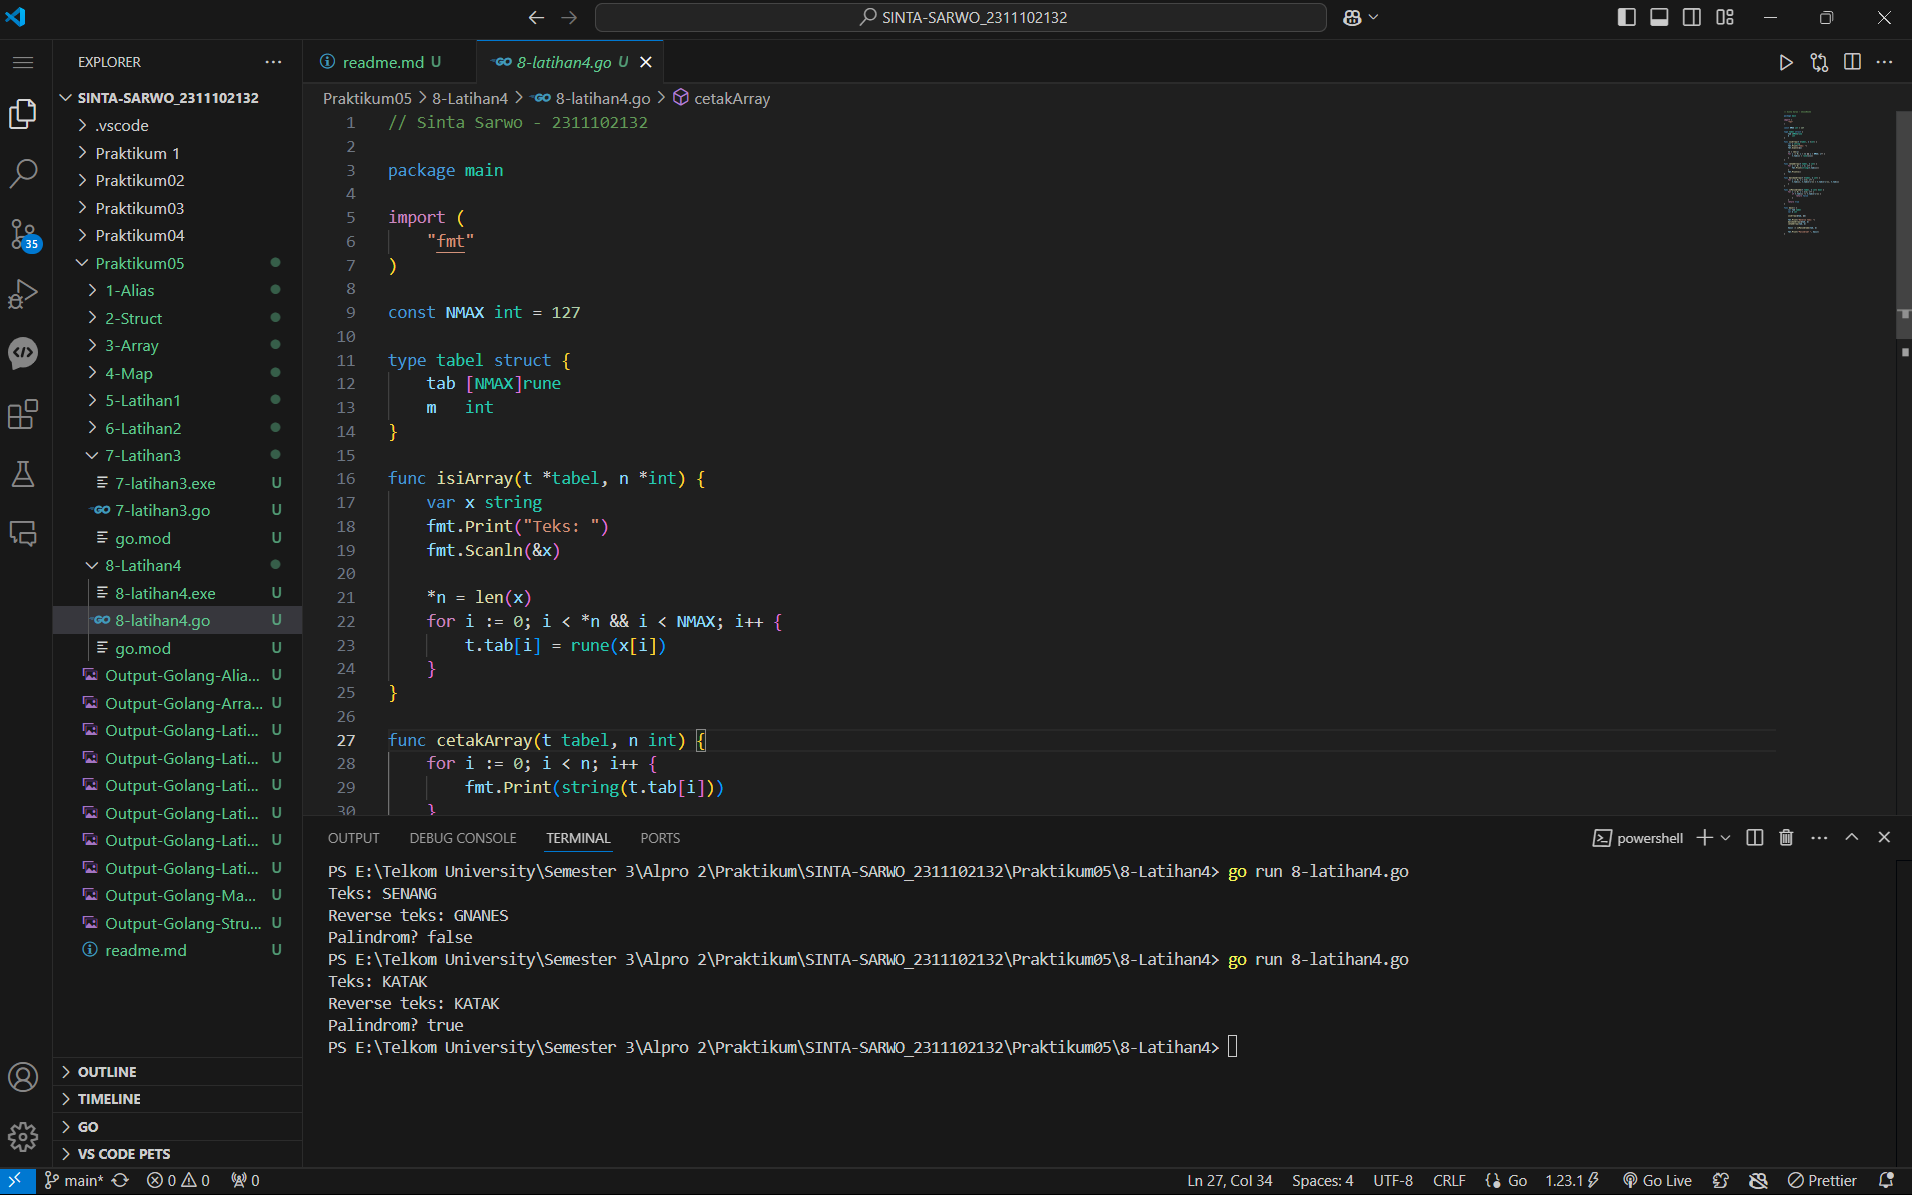 SINTA-SARWO_2311102132
EXPLORER
SINTA-SARWO_2311102132
.vscode
Praktikum 1
Praktikum02
Praktikum03
Praktikum04
Praktikum05
1-Alias
2-Struct
3-Array
4-Map
5-Latihan1
6-Latihan2
7-Latihan3
7-latihan3.exe U
GO 7-latihan3.go U
go.mod U
8-Latihan4
8-latihan4.exe U
GO 8-latihan4.go U
go.mod U
Output-Golang-Alia... U
Output-Golang-Arra... U
Output-Golang-Lati... U
Output-Golang-Lati... U
Output-Golang-Lati... U
Output-Golang-Lati... U
Output-Golang-Lati... U
Output-Golang-Lati... U
Output-Golang-Ma... U
Output-Golang-Stru... U
readme.md U
OUTLINE
TIMELINE
GO
VS CODE PETS
35
readme.md U
GO 8-latihan4.go U
Praktikum05 > 8-Latihan4 > GO 8-latihan4.go > cetakArray
1 // Sinta Sarwo - 2311102132
2
3 package main
4
5 import (
6 "fmt"
7 )
8
9 const NMAX int = 127
10
11 type tabel struct {
12 tab [NMAX]rune
13 m int
14 }
15
16 func isiArray(t *tabel, n *int) {
17 var x string
18 fmt.Print("Teks: ")
19 fmt.Scanln(&x)
20
21 *n = len(x)
22 for i := 0; i < *n && i < NMAX; i++ {
23 t.tab[i] = rune(x[i])
24 }
25 }
26
27 func cetakArray(t tabel, n int) {
28 for i := 0; i < n; i++ {
29 fmt.Print(string(t.tab[i]))
30 }
OUTPUT DEBUG CONSOLE TERMINAL PORTS
powershell
PS E:\Telkom University\Semester 3\Alpro 2\Praktikum\SINTA-SARWO_2311102132\Praktikum05\8-Latihan4> go run 8-latihan4.go
Teks: SENANG
Reverse teks: GNANES
Palindrom? false
PS E:\Telkom University\Semester 3\Alpro 2\Praktikum\SINTA-SARWO_2311102132\Praktikum05\8-Latihan4> go run 8-latihan4.go
Teks: KATAK
Reverse teks: KATAK
Palindrom? true
PS E:\Telkom University\Semester 3\Alpro 2\Praktikum\SINTA-SARWO_2311102132\Praktikum05\8-Latihan4>
main* 0 0 0 Ln 27, Col 34 Spaces: 4 UTF-8 CRLF Go 1.23.1 Go Live Prettier